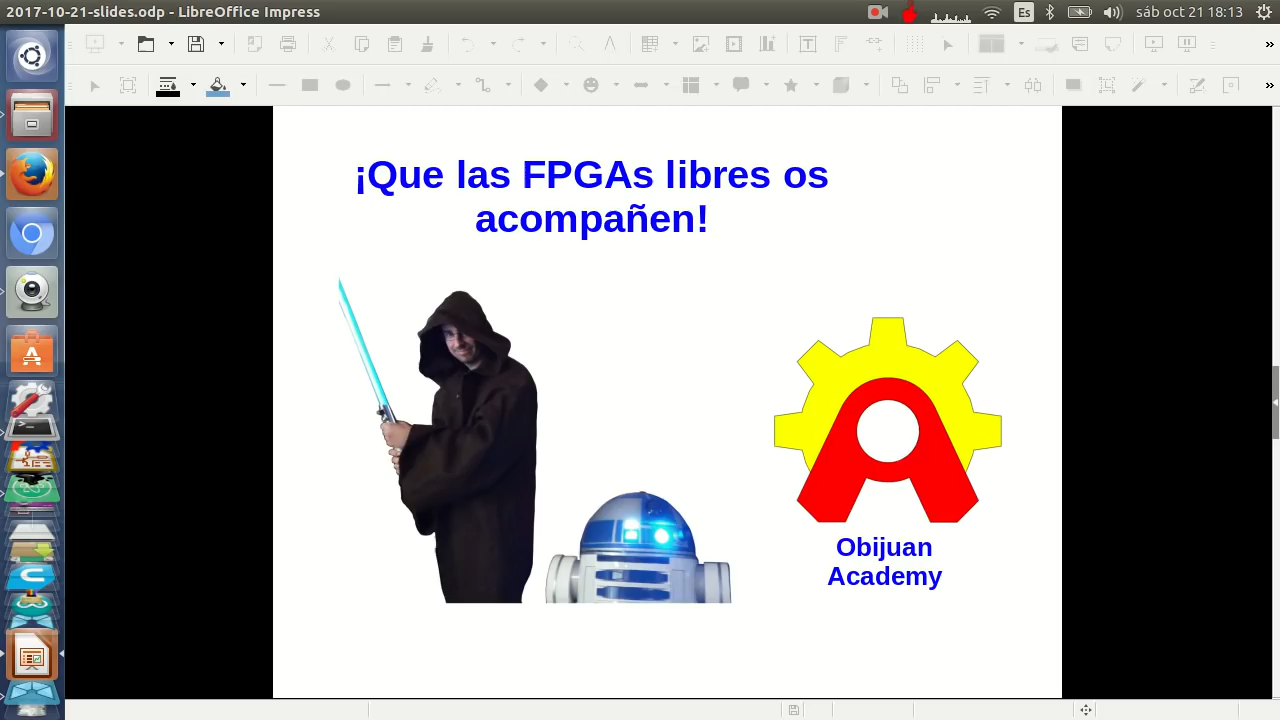 2017-10-21-slides.odp - LibreOffice Impress
Es
sáb oct 21 18:13
¡Que las FPGAs libres os
acompañen!
Obijuan
Academy